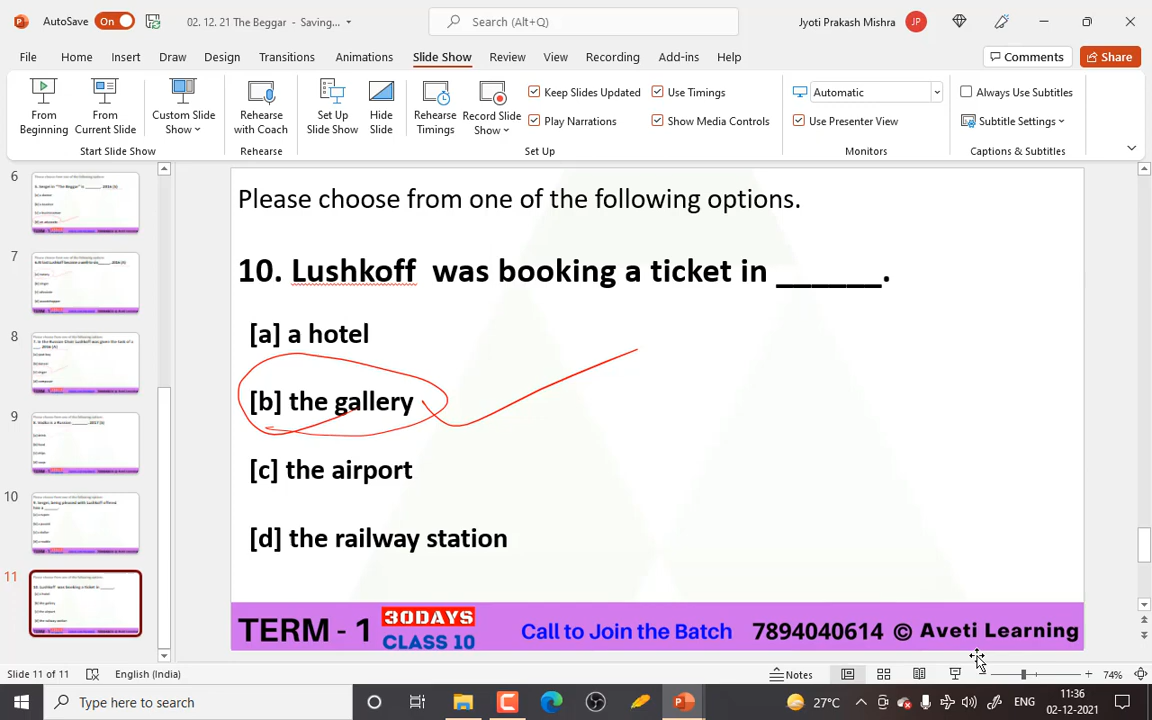 AutoSave On 02. 12. 21 The Beggar - Saving... Search (Alt+Q) Jyoti Prakash Mishra JP
File Home Insert Draw Design Transitions Animations Slide Show Review View Recording Add-ins Help Comments Share
From Beginning
From Current Slide
Custom Slide Show
Rehearse with Coach
Set Up Slide Show
Hide Slide
Rehearse Timings
Record Slide Show
Keep Slides Updated
Play Narrations
Use Timings
Show Media Controls
Automatic
Use Presenter View
Always Use Subtitles
Subtitle Settings
Start Slide Show Rehearse Set Up Monitors Captions & Subtitles
6
7
8
9
10
11
Please choose from one of the following options.
10. Lushkoff was booking a ticket in ______.
[a] a hotel
[b] the gallery
[c] the airport
[d] the railway station
TERM - 1 30DAYS CLASS 10 Call to Join the Batch 7894040614 © Aveti Learning
Slide 11 of 11 English (India) Notes 74%
Type here to search 27°C ENG 11:36
02-12-2021